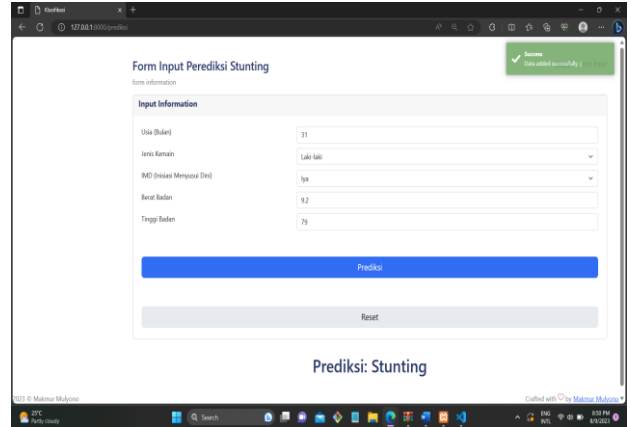 Klasifikasi
127.0.0.1:8000/prediksi
Success
Data added successfully. |
Form Input Perediksi Stunting
form information
Input Information
Usia (Bulan) 31
Jenis Kemain Laki-laki
IMD (Inisiasi Menyusui Dini) Iya
Berat Badan 9.2
Tinggi Badan 79
Prediksi
Reset
Prediksi: Stunting
2023 © Makmur Mulyono Crafted with by Makmur Mulyono
25°C
Partly cloudy
Search
ENG
INTL
8:50 PM
8/9/2023